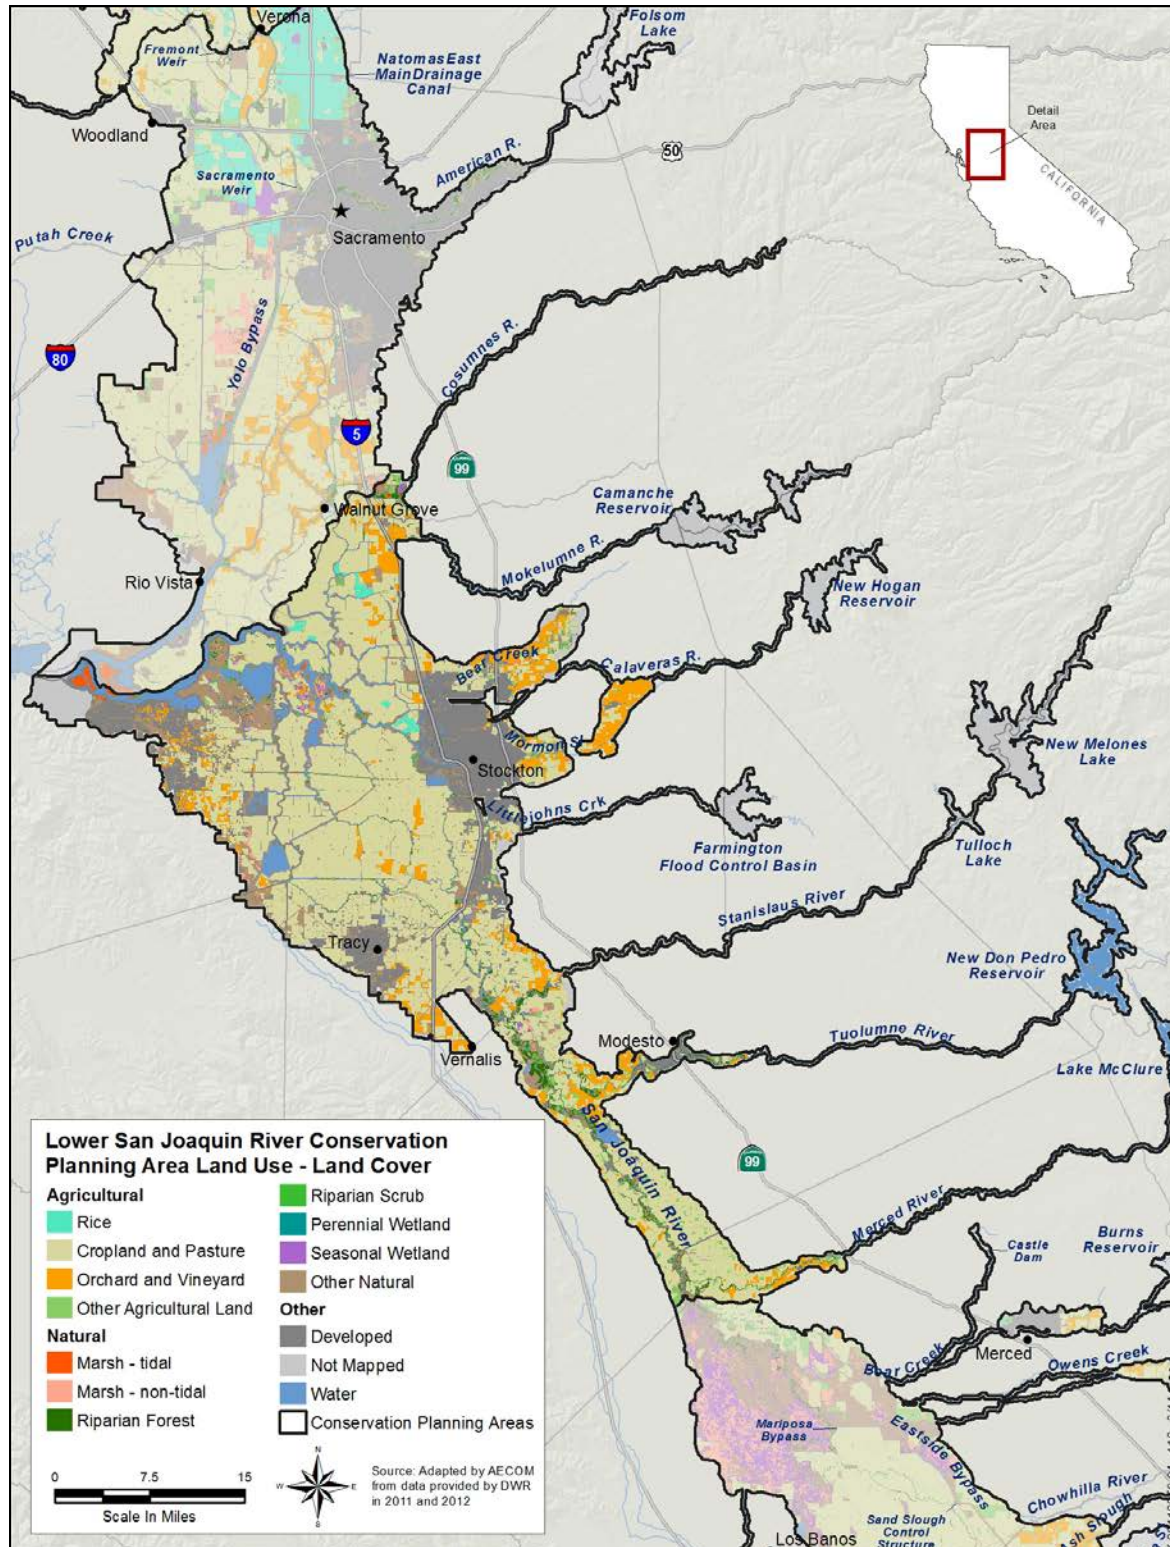 Verona
Folsom
Lake
Fremont
Weir
Natomas East
Main Drainage
Canal
Woodland
Detail
Area
CALIFORNIA
50
American R.
Sacramento
Weir
Sacramento
Putah Creek
Yolo Bypass
80
Cosumnes R.
5
99
Camanche
Reservoir
Walnut Grove
Mokelumne R.
Rio Vista
New Hogan
Reservoir
Bear Creek
Calaveras R.
Mormon Sl.
New Melones
Lake
Stockton
Littlejohns Crk
Farmington
Flood Control Basin
Tulloch
Lake
Stanislaus River
Tracy
New Don Pedro
Reservoir
Modesto
Tuolumne River
Vernalis
Lake McClure
San Joaquin River
99
Merced River
Castle
Dam
Burns
Reservoir
Bear Creek
Merced
Owens Creek
Mariposa
Bypass
Eastside Bypass
Chowhilla River
Ash Slough
Sand Slough
Control
Structure
Los Banos
Lower San Joaquin River Conservation
Planning Area Land Use - Land Cover
Agricultural
Rice
Cropland and Pasture
Orchard and Vineyard
Other Agricultural Land
Natural
Marsh - tidal
Marsh - non-tidal
Riparian Forest
Riparian Scrub
Perennial Wetland
Seasonal Wetland
Other Natural
Other
Developed
Not Mapped
Water
Conservation Planning Areas
0 7.5 15
Scale In Miles
N
W E
S
Source: Adapted by AECOM
from data provided by DWR
in 2011 and 2012